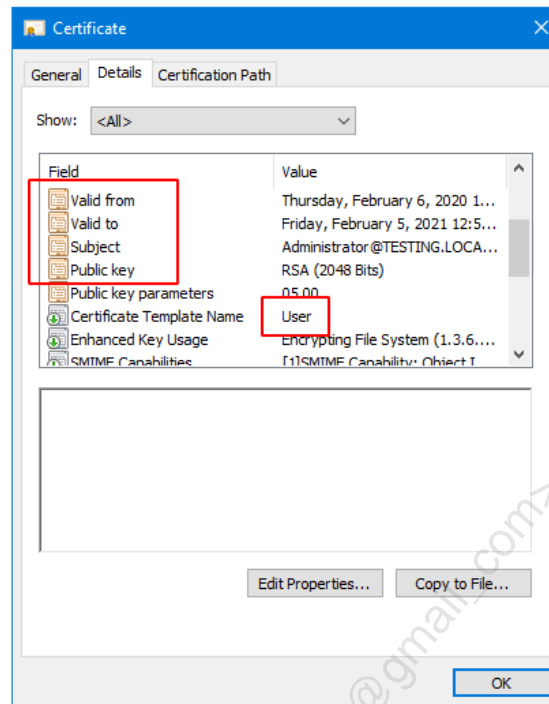 Certificate
General Details Certification Path
Show: <All>
Field Value
Valid from Thursday, February 6, 2020 1...
Valid to Friday, February 5, 2021 12:5...
Subject Administrator@TESTING.LOCA...
Public key RSA (2048 Bits)
Public key parameters 05 00
Certificate Template Name User
Enhanced Key Usage Encrypting File System (1.3.6....
SMIME Capabilities [1]SMIME Capability: Object I
Edit Properties... Copy to File...
@gmail_com
OK